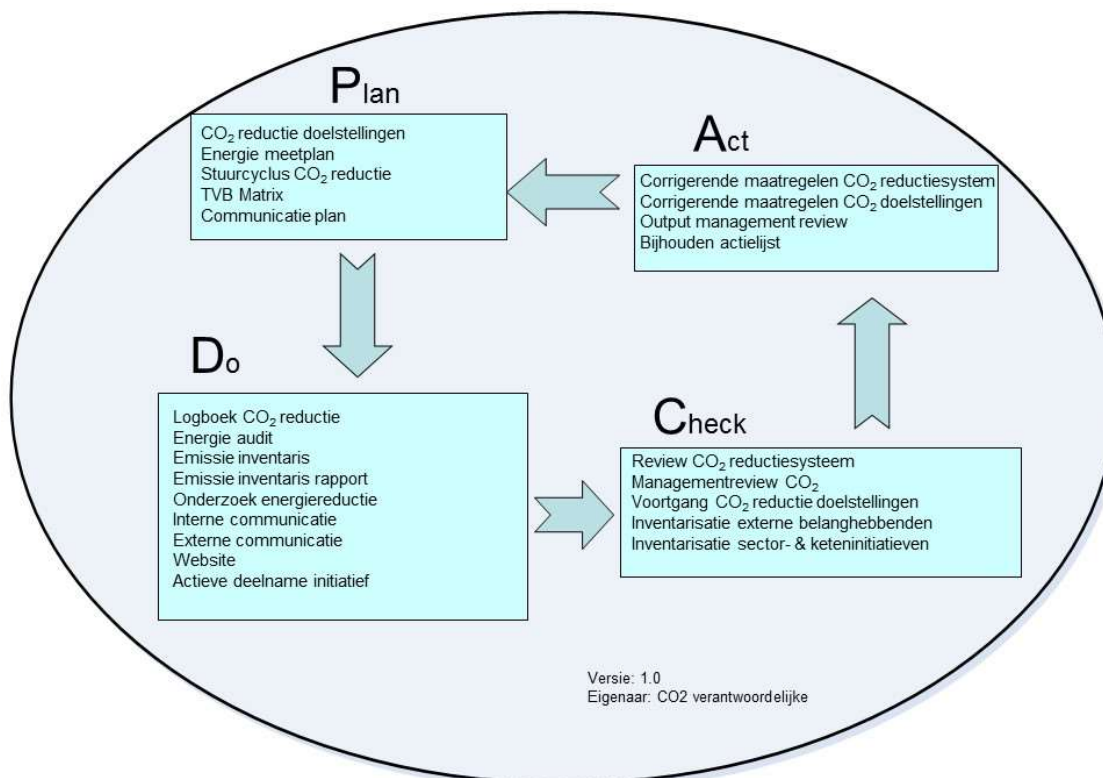 Plan
CO₂ reductie doelstellingen
Energie meetplan
Stuurcyclus CO₂ reductie
TVB Matrix
Communicatie plan
Act
Corrigerende maatregelen CO₂ reductiesystem
Corrigerende maatregelen CO₂ doelstellingen
Output management review
Bijhouden actielijst
Do
Logboek CO₂ reductie
Energie audit
Emissie inventaris
Emissie inventaris rapport
Onderzoek energiereductie
Interne communicatie
Externe communicatie
Website
Actieve deelname initiatief
Check
Review CO₂ reductiesysteem
Managementreview CO₂
Voortgang CO₂ reductie doelstellingen
Inventarisatie externe belanghebbenden
Inventarisatie sector- & keteninitiatieven
Versie: 1.0
Eigenaar: CO2 verantwoordelijke